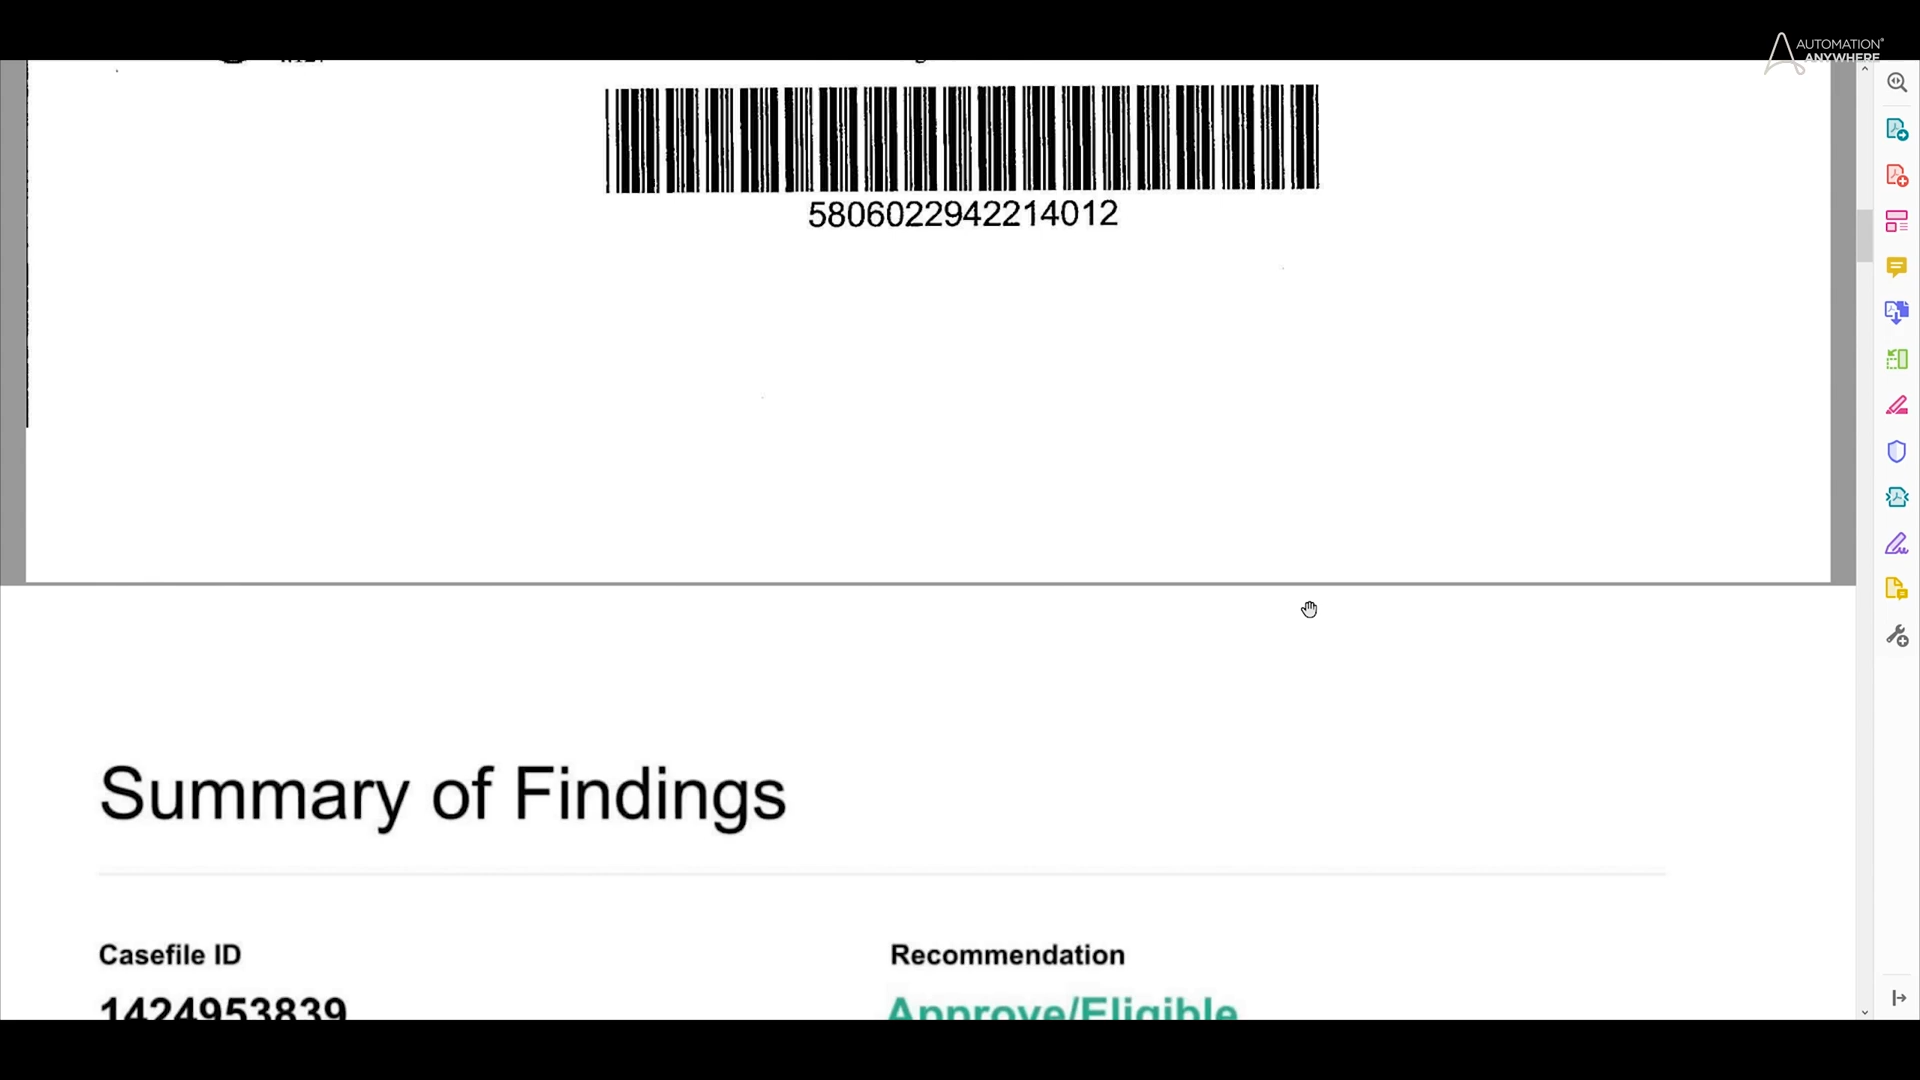 AUTOMATION
ANYWHERE
5806022942214012
Summary of Findings
Casefile ID
Recommendation
1424953839
Approve/Eligible